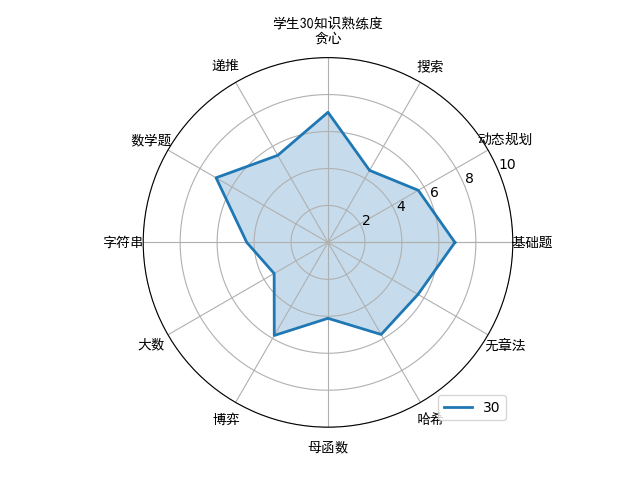 学生30知识熟练度
贪心
递推
搜索
数学题
动态规划
10
8
6
4
2
字符串
基础题
大数
无章法
博弈
哈希
30
母函数